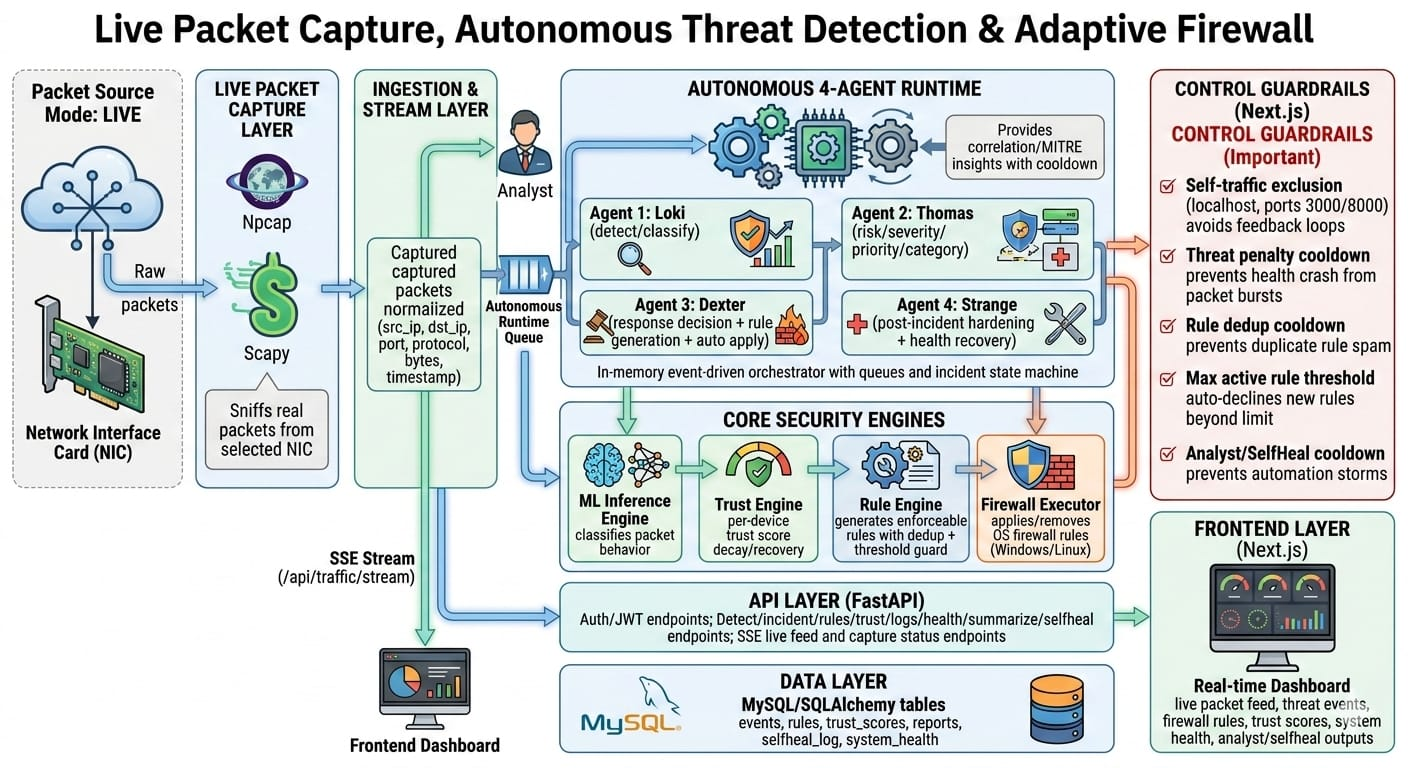 Live Packet Capture, Autonomous Threat Detection & Adaptive Firewall
Packet Source
Mode: LIVE
Raw
packets
Network Interface
Card (NIC)
LIVE PACKET
CAPTURE
LAYER
Npcap
Scapy
Sniffs real
packets from
selected NIC
INGESTION &
STREAM LAYER
Captured
captured
packets
normalized
(src_ip, dst_ip,
port, protocol,
bytes,
timestamp)
SSE Stream
(/api/traffic/stream)
Frontend Dashboard
Analyst
Autonomous
Runtime
Queue
AUTONOMOUS 4-AGENT RUNTIME
Provides
correlation/MITRE
insights with cooldown
Agent 1: Loki
(detect/classify)
Agent 2: Thomas
(risk/severity/
priority/category)
Agent 3: Dexter
(response decision + rule
generation + auto apply)
Agent 4: Strange
(post-incident hardening
+ health recovery)
In-memory event-driven orchestrator with queues and incident state machine
CORE SECURITY ENGINES
ML Inference
Engine
classifies packet
behavior
Trust Engine
per-device
trust score
decay/recovery
Rule Engine
generates enforceable
rules with dedup +
threshold guard
Firewall Executor
applies/removes
OS firewall rules
(Windows/Linux)
API LAYER (FastAPI)
Auth/JWT endpoints; Detect/incident/rules/trust/logs/health/summarize/selfheal
endpoints; SSE live feed and capture status endpoints
DATA LAYER
MySQL/SQLAlchemy tables
events, rules, trust_scores, reports,
selfheal_log, system_health
MySQL
CONTROL GUARDRAILS
(Next.js)
CONTROL GUARDRAILS
(Important)
Self-traffic exclusion
(localhost, ports 3000/8000)
avoids feedback loops
Threat penalty cooldown
prevents health crash from
packet bursts
Rule dedup cooldown
prevents duplicate rule spam
Max active rule threshold
auto-declines new rules
beyond limit
Analyst/SelfHeal cooldown
prevents automation storms
FRONTEND LAYER
(Next.js)
Real-time Dashboard
live packet feed, threat events,
firewall rules, trust scores, system
health, analyst/selfheal outputs